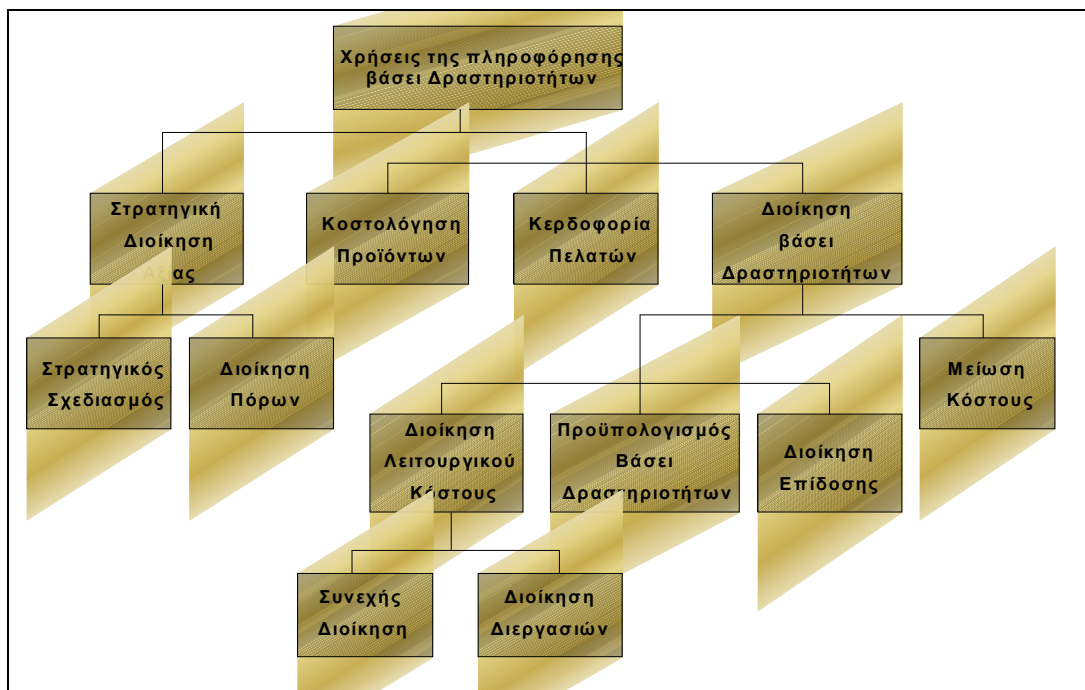 Χρήσεις της πληροφόρησης
βάσει Δραστηριοτήτων
Στρατηγική
Διοίκηση
Αξίας
Κοστολόγηση
Προϊόντων
Κερδοφορία
Πελατών
Διοίκηση
βάσει
Δραστηριοτήτων
Στρατηγικός
Σχεδιασμός
Διοίκηση
Πόρων
Μείωση
Κόστους
Διοίκηση
Λειτουργικού
Κόστους
Προϋπολογισμός
Βάσει
Δραστηριοτήτων
Διοίκηση
Επίδοσης
Συνεχής
Διοίκηση
Διοίκηση
Διεργασιών